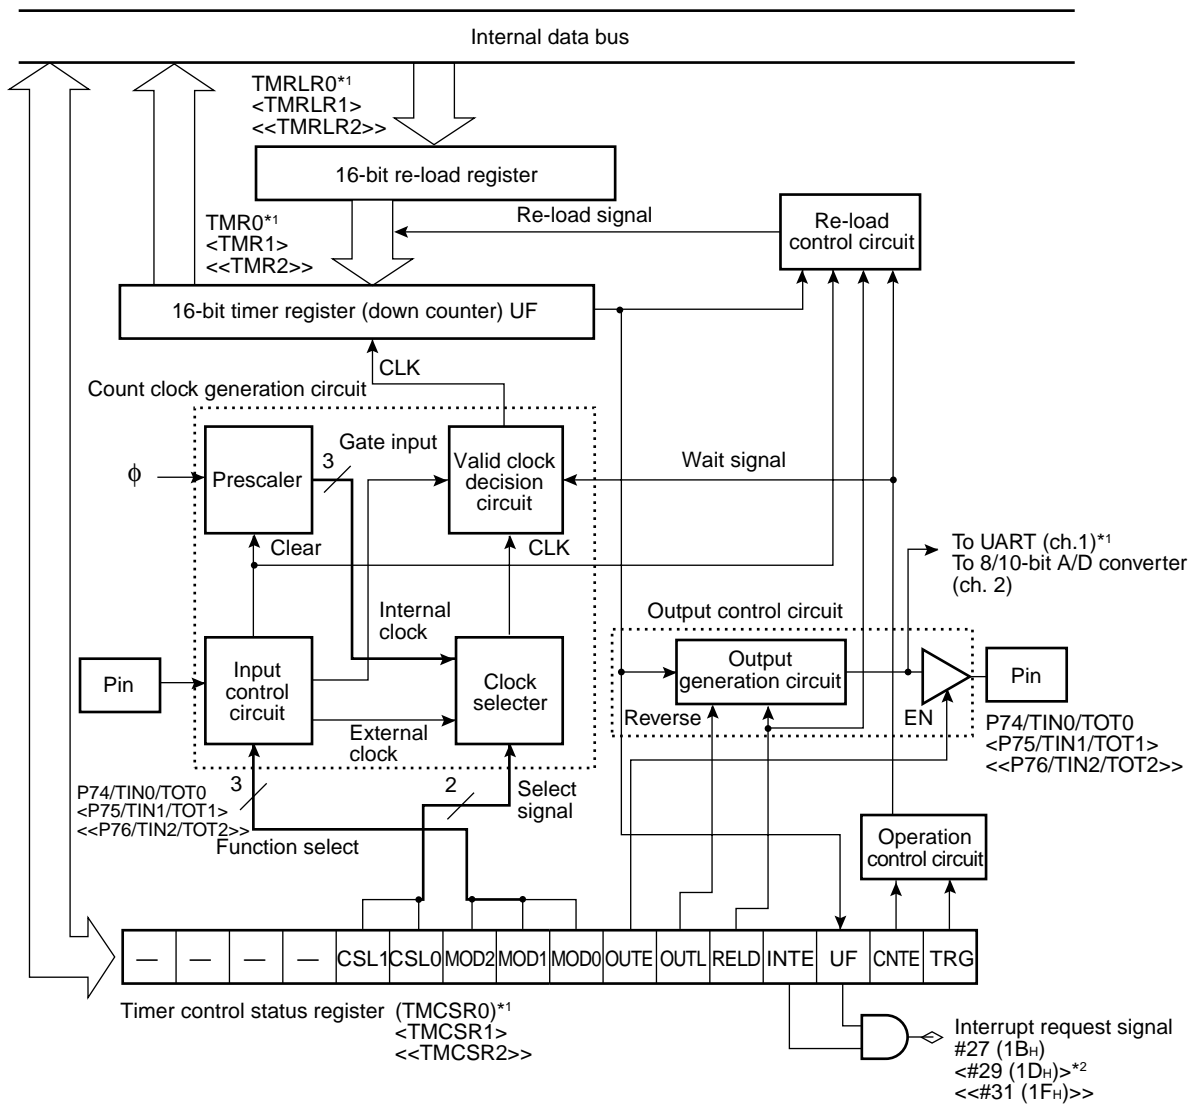 Internal data bus
TMRLR0*1
<TMRLR1>
<<TMRLR2>>
16-bit re-load register
TMR0*1
<TMR1>
<<TMR2>>
Re-load signal
Re-load
control circuit
16-bit timer register (down counter) UF
CLK
Count clock generation circuit
Gate input
3
Prescaler
Valid clock
decision
circuit
Wait signal
ϕ
Clear
CLK
To UART (ch.1)*1
To 8/10-bit A/D converter
(ch. 2)
Internal
clock
Output control circuit
Pin
Input
control
circuit
Clock
selecter
Output
generation circuit
Pin
External
clock
Reverse
EN
P74/TIN0/TOT0
<P75/TIN1/TOT1>
<<P76/TIN2/TOT2>>
P74/TIN0/TOT0
<P75/TIN1/TOT1>
<<P76/TIN2/TOT2>>
3
Function select
2
Select
signal
Operation
control circuit
— — — — CSL1 CSL0 MOD2 MOD1 MOD0 OUTE OUTL RELD INTE UF CNTE TRG
Timer control status register (TMCSR0)*1
<TMCSR1>
<<TMCSR2>>
Interrupt request signal
#27 (1BH)
<#29 (1DH)>*2
<<#31 (1FH)>>